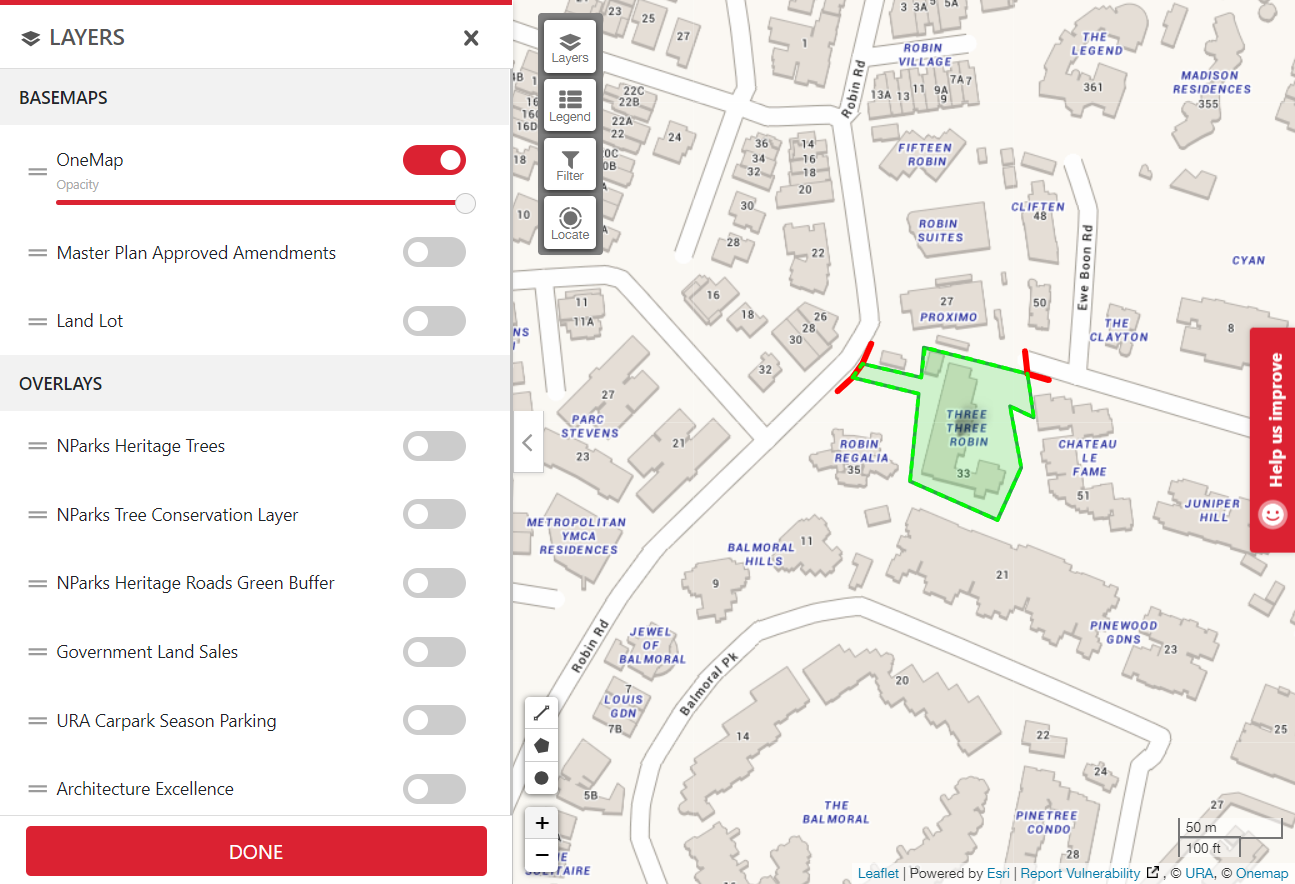 LAYERS
BASEMAPS
OneMap
Opacity
Master Plan Approved Amendments
Land Lot
OVERLAYS
NParks Heritage Trees
NParks Tree Conservation Layer
NParks Heritage Roads Green Buffer
Government Land Sales
URA Carpark Season Parking
Architecture Excellence
DONE
Layers
Legend
Filter
Locate
3 3A
5A
23
25
27
1
ROBIN
VILLAGE
THE
LEGEND
361
MADISON
RESIDENCES
355
Robin Rd
13A 13 11 9A 7A 7
9
22C
22B
22A
22
24
36
34
32
14
16
18
20
30
28
22
10
FIFTEEN
ROBIN
ROBIN
SUITES
CLIFTEN
48
Ewe Boon Rd
CYAN
11
11A
16
18
26
28
30
32
27
PROXIMO
50
THE
CLAYTON
8
27
PARC
STEVENS
23
21
THREE
THREE
ROBIN
33
ROBIN
REGALIA
35
CHATEAU
LE
FAME
51
JUNIPER
HILL
METROPOLITAN
YMCA
RESIDENCES
BALMORAL
HILLS
11
9
21
PINEWOOD
GDNS
23
Robin Rd
JEWEL
OF
BALMORAL
7
LOUIS
GDN
7B
Balmoral Pk
20
14
22
24
25
27
5B
THE
BALMORAL
PINETREE
CONDO
28
Help us improve
+
−
50 m
100 ft
Leaflet | Powered by Esri | Report Vulnerability , © URA, © Onemap